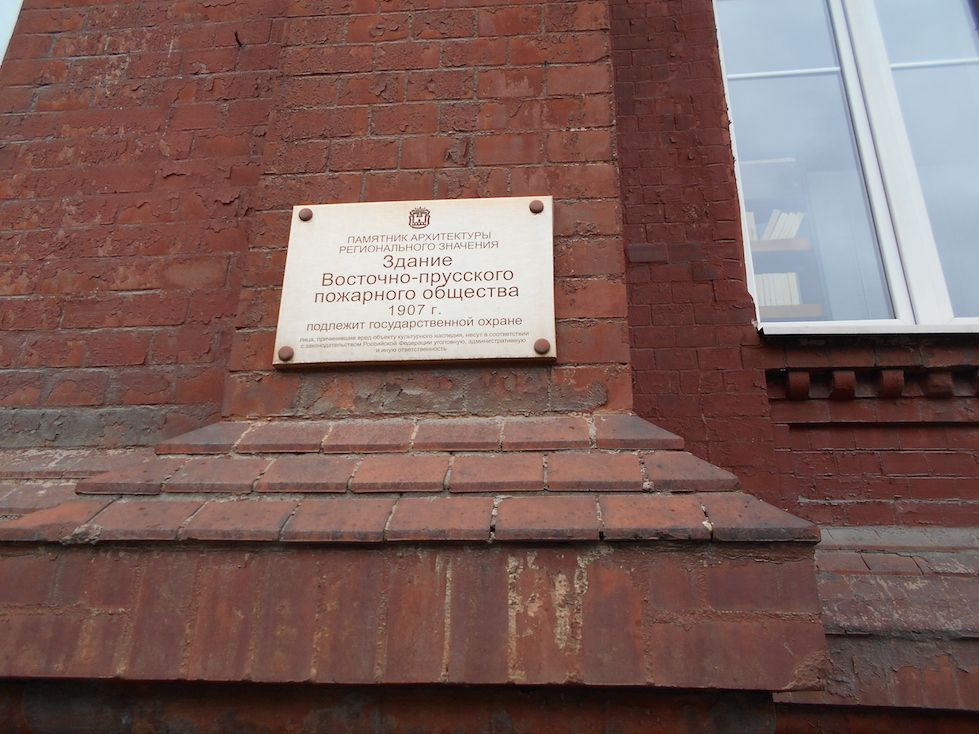 ПАМЯТНИК АРХИТЕКТУРЫ
РЕГИОНАЛЬНОГО ЗНАЧЕНИЯ
Здание
Восточно-прусского
пожарного общества
1907 г.
подлежит государственной охране
лица, причинившие вред объекту культурного наследия, несут в соответствии
с законодательством Российской Федерации уголовную, административную
и иную ответственность